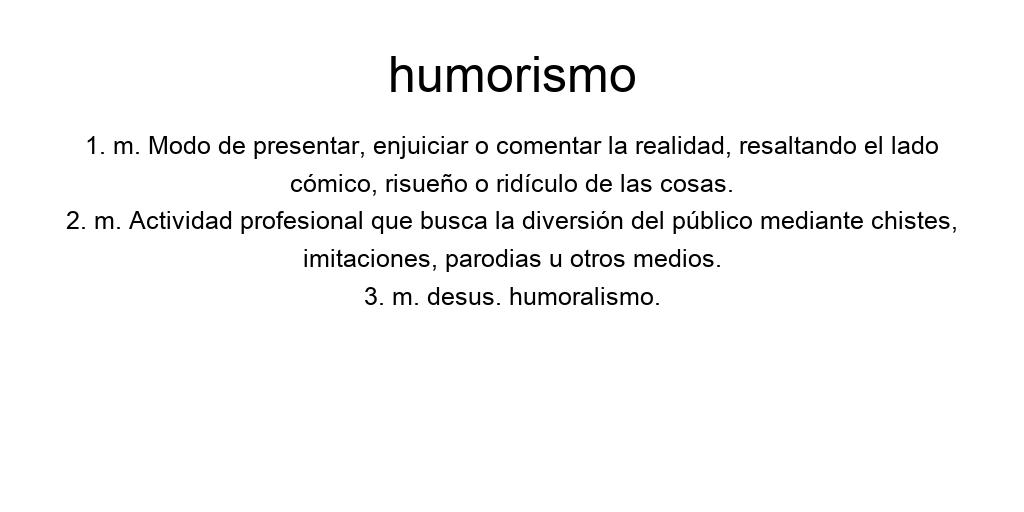 humorismo
1. m. Modo de presentar, enjuiciar o comentar la realidad, resaltando el lado
cómico, risueño o ridículo de las cosas.
2. m. Actividad profesional que busca la diversión del público mediante chistes,
imitaciones, parodias u otros medios.
3. m. desus. humoralismo.